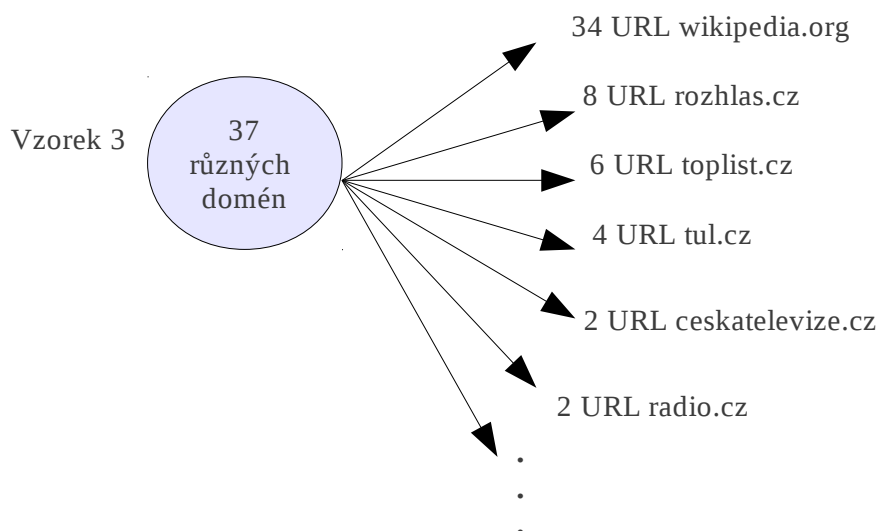 34 URL wikipedia.org
8 URL rozhlas.cz
Vzorek 3
37
různých
domén
6 URL toplist.cz
4 URL tul.cz
2 URL ceskatelevize.cz
2 URL radio.cz
.
.
.